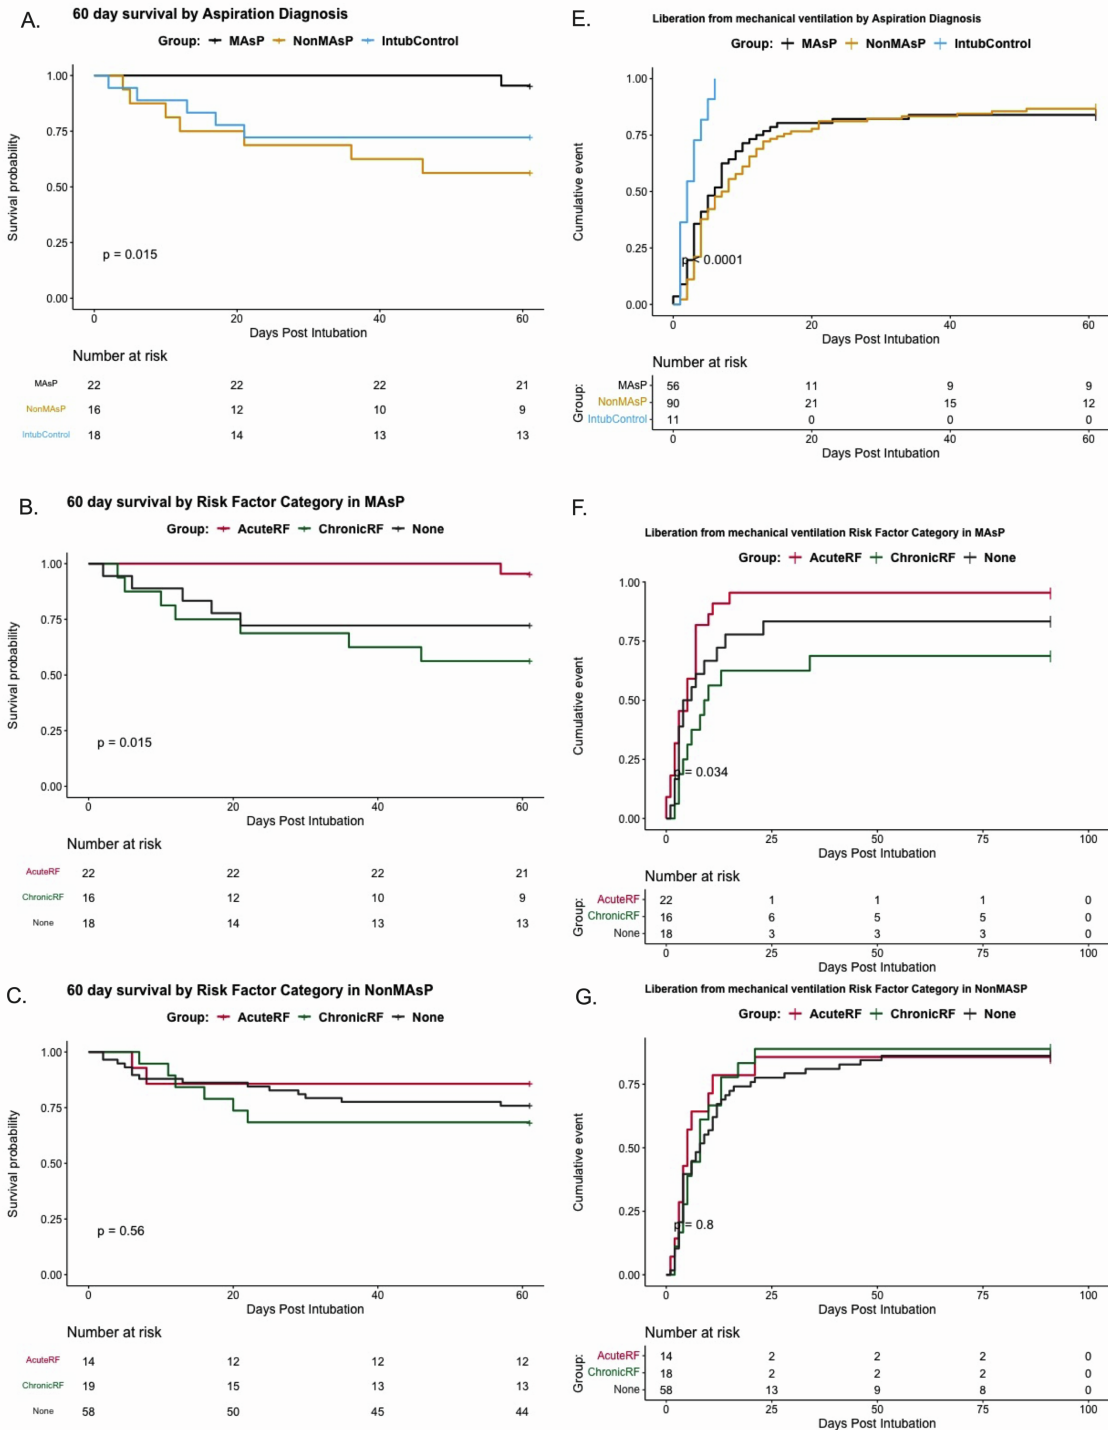 A.
60 day survival by Aspiration Diagnosis
Group: MAsP NonMAsP IntubControl
Survival probability
1.00
0.75
0.50
0.25
0.00
p = 0.015
0 20 40 60
Days Post Intubation
Number at risk
MAsP 22 22 22 21
NonMAsP 16 12 10 9
IntubControl 18 14 13 13
B.
60 day survival by Risk Factor Category in MAsP
Group: AcuteRF ChronicRF None
Survival probability
1.00
0.75
0.50
0.25
0.00
p = 0.015
0 20 40 60
Days Post Intubation
Number at risk
AcuteRF 22 22 22 21
ChronicRF 16 12 10 9
None 18 14 13 13
C.
60 day survival by Risk Factor Category in NonMAsP
Group: AcuteRF ChronicRF None
Survival probability
1.00
0.75
0.50
0.25
0.00
p = 0.56
0 20 40 60
Days Post Intubation
Number at risk
AcuteRF 14 12 12 12
ChronicRF 19 15 13 13
None 58 50 45 44
E.
Liberation from mechanical ventilation by Aspiration Diagnosis
Group: MAsP NonMAsP IntubControl
Cumulative event
1.00
0.75
0.50
0.25
0.00
p < 0.0001
0 20 40 60
Days Post Intubation
Number at risk
Group:
MAsP 56 11 9 9
NonMAsP 90 21 15 12
IntubControl 11 0 0 0
0 20 40 60
Days Post Intubation
F.
Liberation from mechanical ventilation Risk Factor Category in MAsP
Group: AcuteRF ChronicRF None
Cumulative event
1.00
0.75
0.50
0.25
0.00
p = 0.034
0 25 50 75 100
Days Post Intubation
Number at risk
Group:
AcuteRF 22 1 1 1 0
ChronicRF 16 6 5 5 0
None 18 3 3 3 0
0 25 50 75 100
Days Post Intubation
G.
Liberation from mechanical ventilation Risk Factor Category in NonMASP
Group: AcuteRF ChronicRF None
Cumulative event
0.75
0.50
0.25
0.00
p = 0.8
0 25 50 75 100
Days Post Intubation
Number at risk
Group:
AcuteRF 14 2 2 2 0
ChronicRF 18 2 2 2 0
None 58 13 9 8 0
0 25 50 75 100
Days Post Intubation